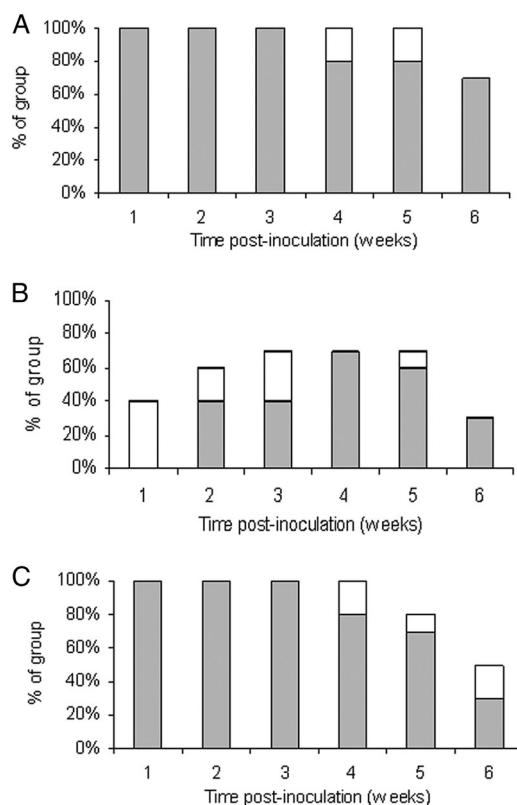 A
100%
80%
60%
40%
20%
0%
% of group
1 2 3 4 5 6
Time post-inoculation (weeks)
B
100%
80%
60%
40%
20%
0%
% of group
1 2 3 4 5 6
Time post-inoculation (weeks)
C
100%
80%
60%
40%
20%
0%
% of group
1 2 3 4 5 6
Time post-inoculation (weeks)